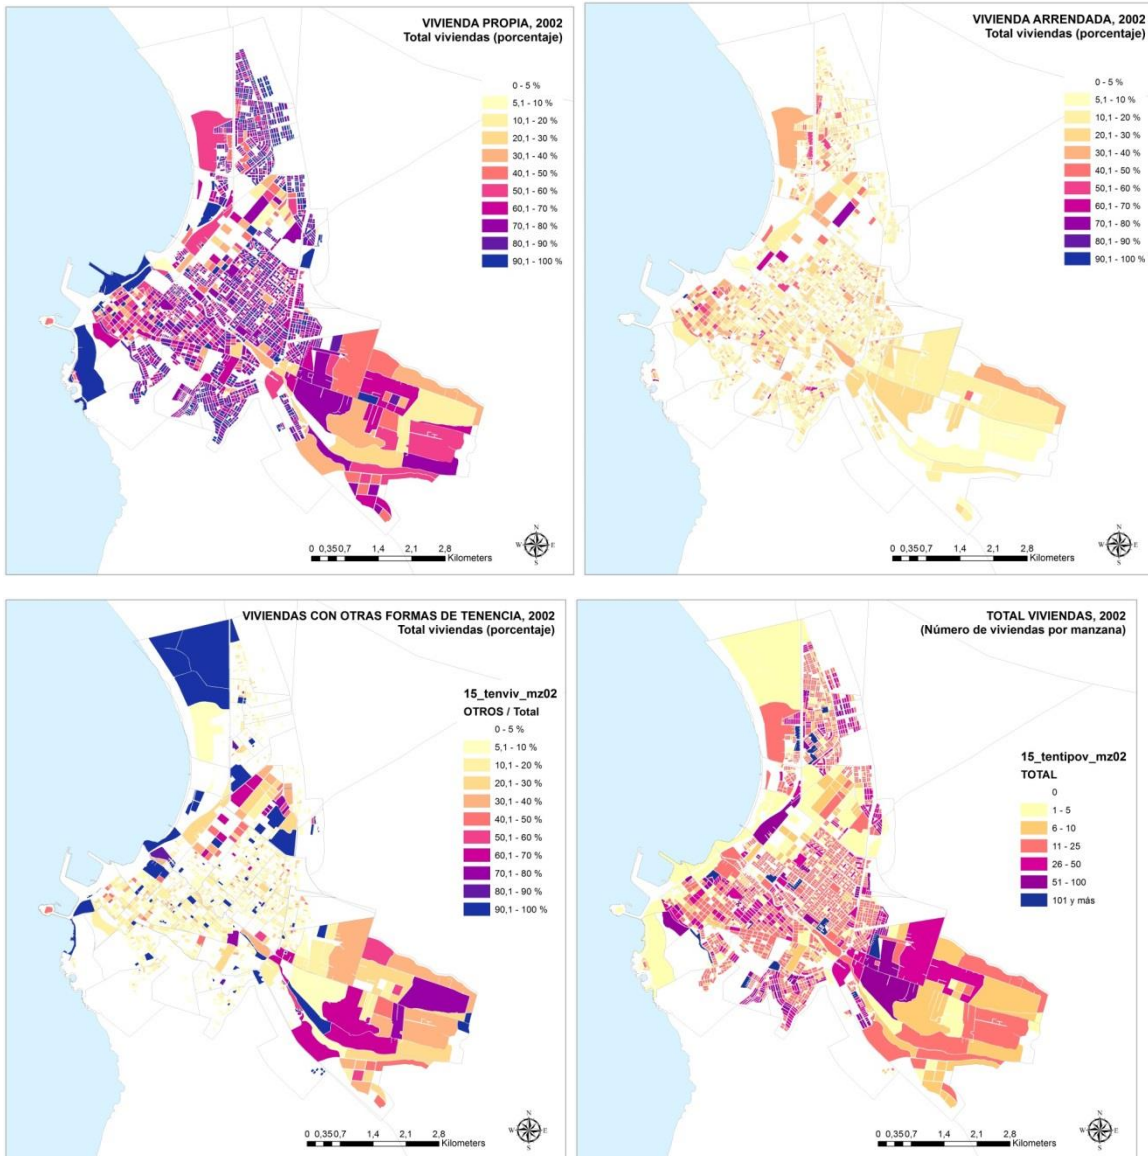 VIVIENDA PROPIA, 2002
Total viviendas (porcentaje)
0 - 5 %
5,1 - 10 %
10,1 - 20 %
20,1 - 30 %
30,1 - 40 %
40,1 - 50 %
50,1 - 60 %
60,1 - 70 %
70,1 - 80 %
80,1 - 90 %
90,1 - 100 %
N
W E
S
0 0,350,7 1,4 2,1 2,8
Kilometers
VIVIENDA ARRENDADA, 2002
Total viviendas (porcentaje)
0 - 5 %
5,1 - 10 %
10,1 - 20 %
20,1 - 30 %
30,1 - 40 %
40,1 - 50 %
50,1 - 60 %
60,1 - 70 %
70,1 - 80 %
80,1 - 90 %
90,1 - 100 %
N
W E
S
0 0,350,7 1,4 2,1 2,8
Kilometers
VIVIENDAS CON OTRAS FORMAS DE TENENCIA, 2002
Total viviendas (porcentaje)
15_tenviv_mz02
OTROS / Total
0 - 5 %
5,1 - 10 %
10,1 - 20 %
20,1 - 30 %
30,1 - 40 %
40,1 - 50 %
50,1 - 60 %
60,1 - 70 %
70,1 - 80 %
80,1 - 90 %
90,1 - 100 %
N
W E
S
0 0,350,7 1,4 2,1 2,8
Kilometers
TOTAL VIVIENDAS, 2002
(Número de viviendas por manzana)
15_tentipov_mz02
TOTAL
0
1 - 5
6 - 10
11 - 25
26 - 50
51 - 100
101 y más
N
W E
S
0 0,350,7 1,4 2,1 2,8
Kilometers